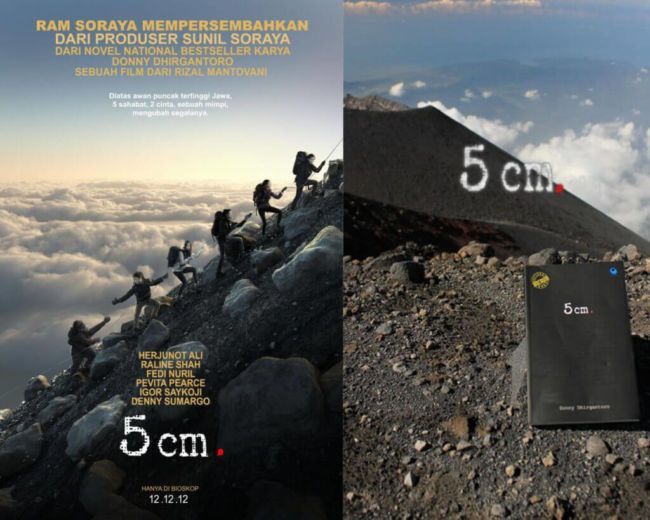 RAM SORAYA MEMPERSEMBAHKAN
DARI PRODUSER SUNIL SORAYA
DARI NOVEL NATIONAL BESTSELLER KARYA
DONNY DHIRGANTORO
SEBUAH FILM DARI RIZAL MANTOVANI
Diatas awan puncak tertinggi Jawa,
5 sahabat, 2 cinta, sebuah mimpi,
mengubah segalanya.
HERJUNOT ALI
RALINE SHAH
FEDI NURIL
PEVITA PEARCE
IGOR SAYKOJI
DENNY SUMARGO
5 cm.
HANYA DI BIOSKOP
12.12.12
5 cm.
5 cm.
Donny Dhirgantoro